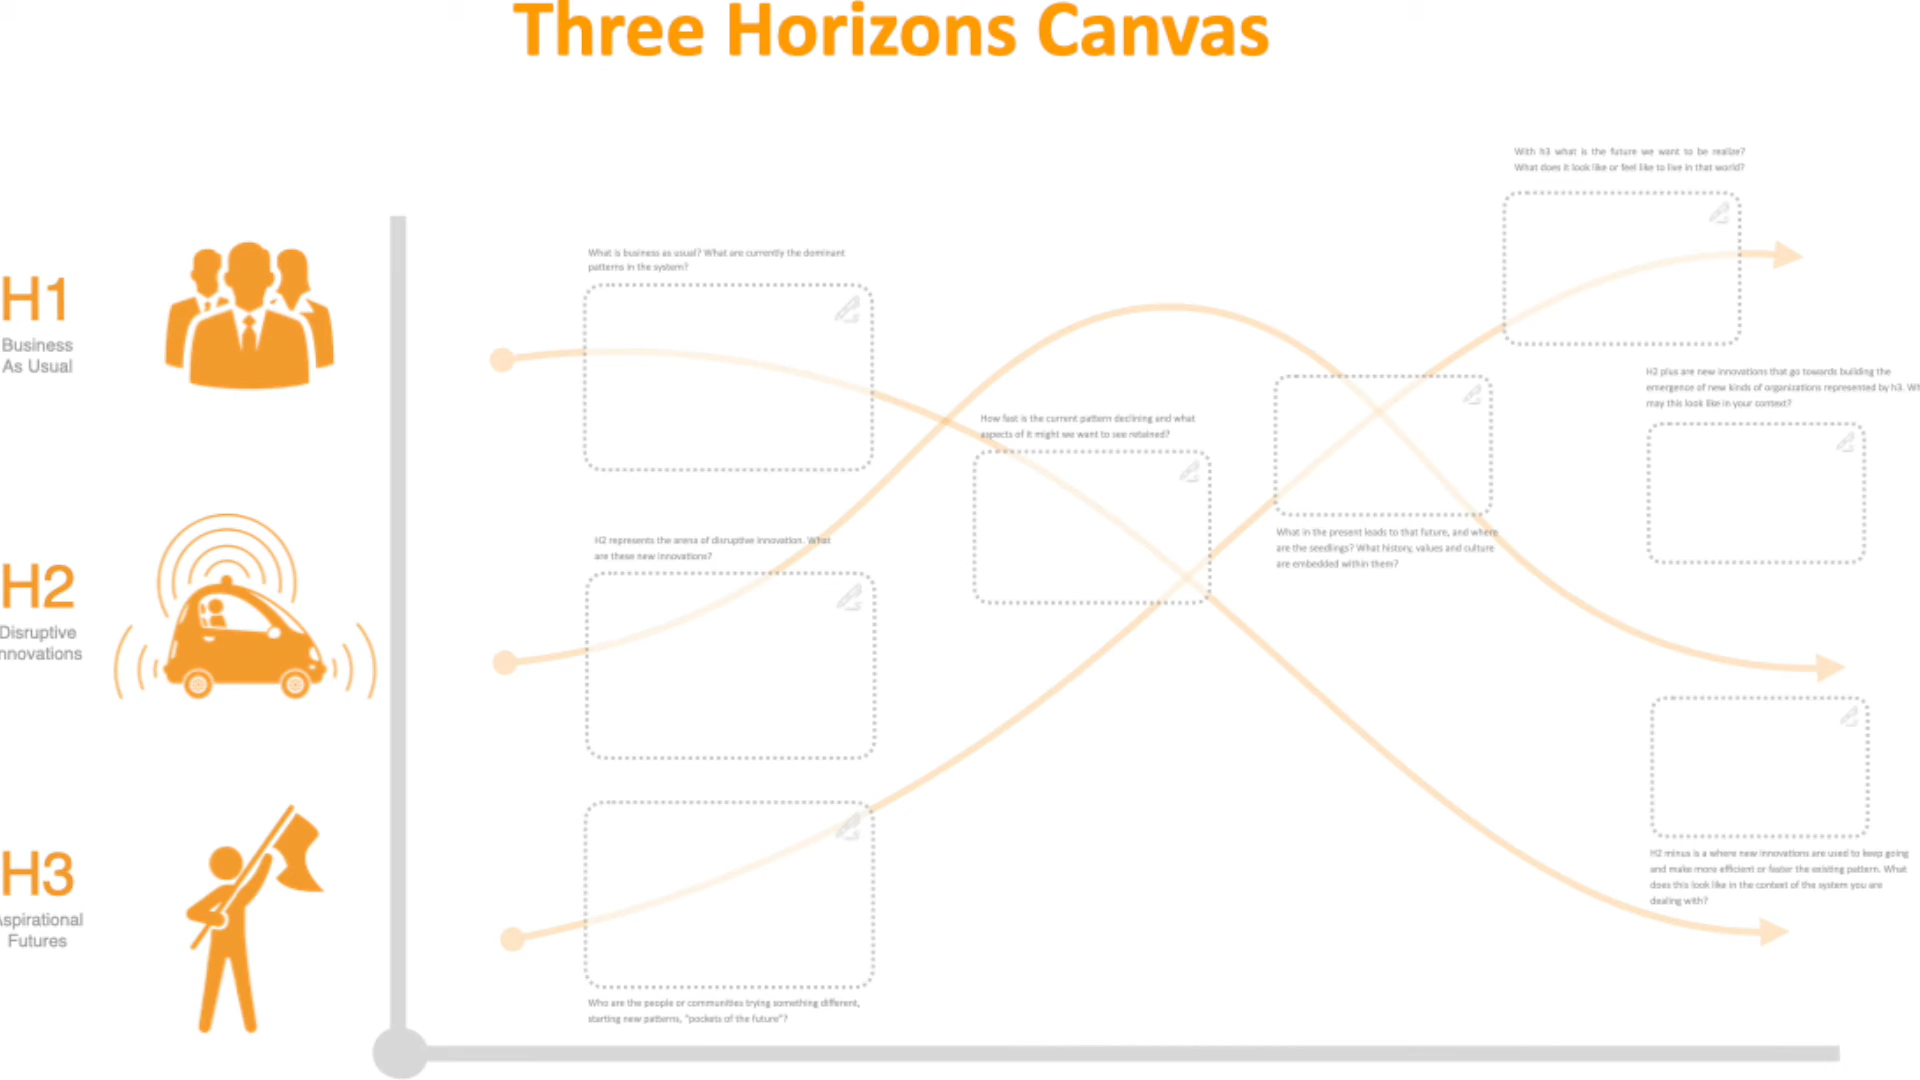 Three Horizons Canvas
With h3 what is the future we want to be realize?
What does it look like or feel like to live in that world?
What is business as usual? What are currently the dominant
patterns in the system?
H1
Business
As Usual
H2 plus are new innovations that go towards building the
emergence of new kinds of organizations represented by h3.
may this look like in your context?
How fast is the current pattern declining and what
aspects of it might we want to see retained?
What in the present leads to that future, and where
are the seedlings? What history, values and culture
are embedded within them?
H2 represents the arena of disruptive innovation. What
are these new innovations?
H2
Disruptive
nnovations
H2 minus is a where new innovations are used to keep going
and make more efficient or faster the existing pattern. What
does this look like in the context of the system you are
dealing with?
H3
Aspirational
Futures
Who are the people or communities trying something different,
starting new patterns, "pockets of the future"?